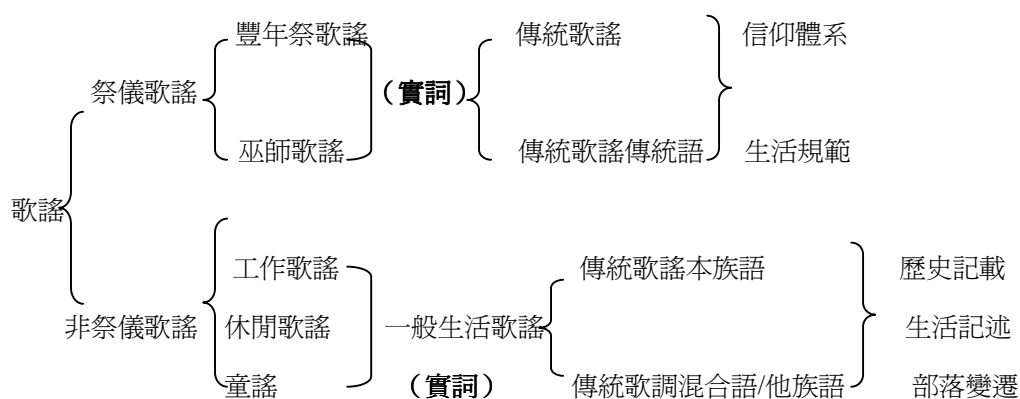 豐年祭歌謠 傳統歌謠 信仰體系
祭儀歌謠 （實詞）
巫師歌謠 傳統歌謠傳統語 生活規範
歌謠
工作歌謠 傳統歌謠本族語 歷史記載
非祭儀歌謠 休閒歌謠 一般生活歌謠 生活記述
童謠 （實詞） 傳統歌調混合語/他族語 部落變遷